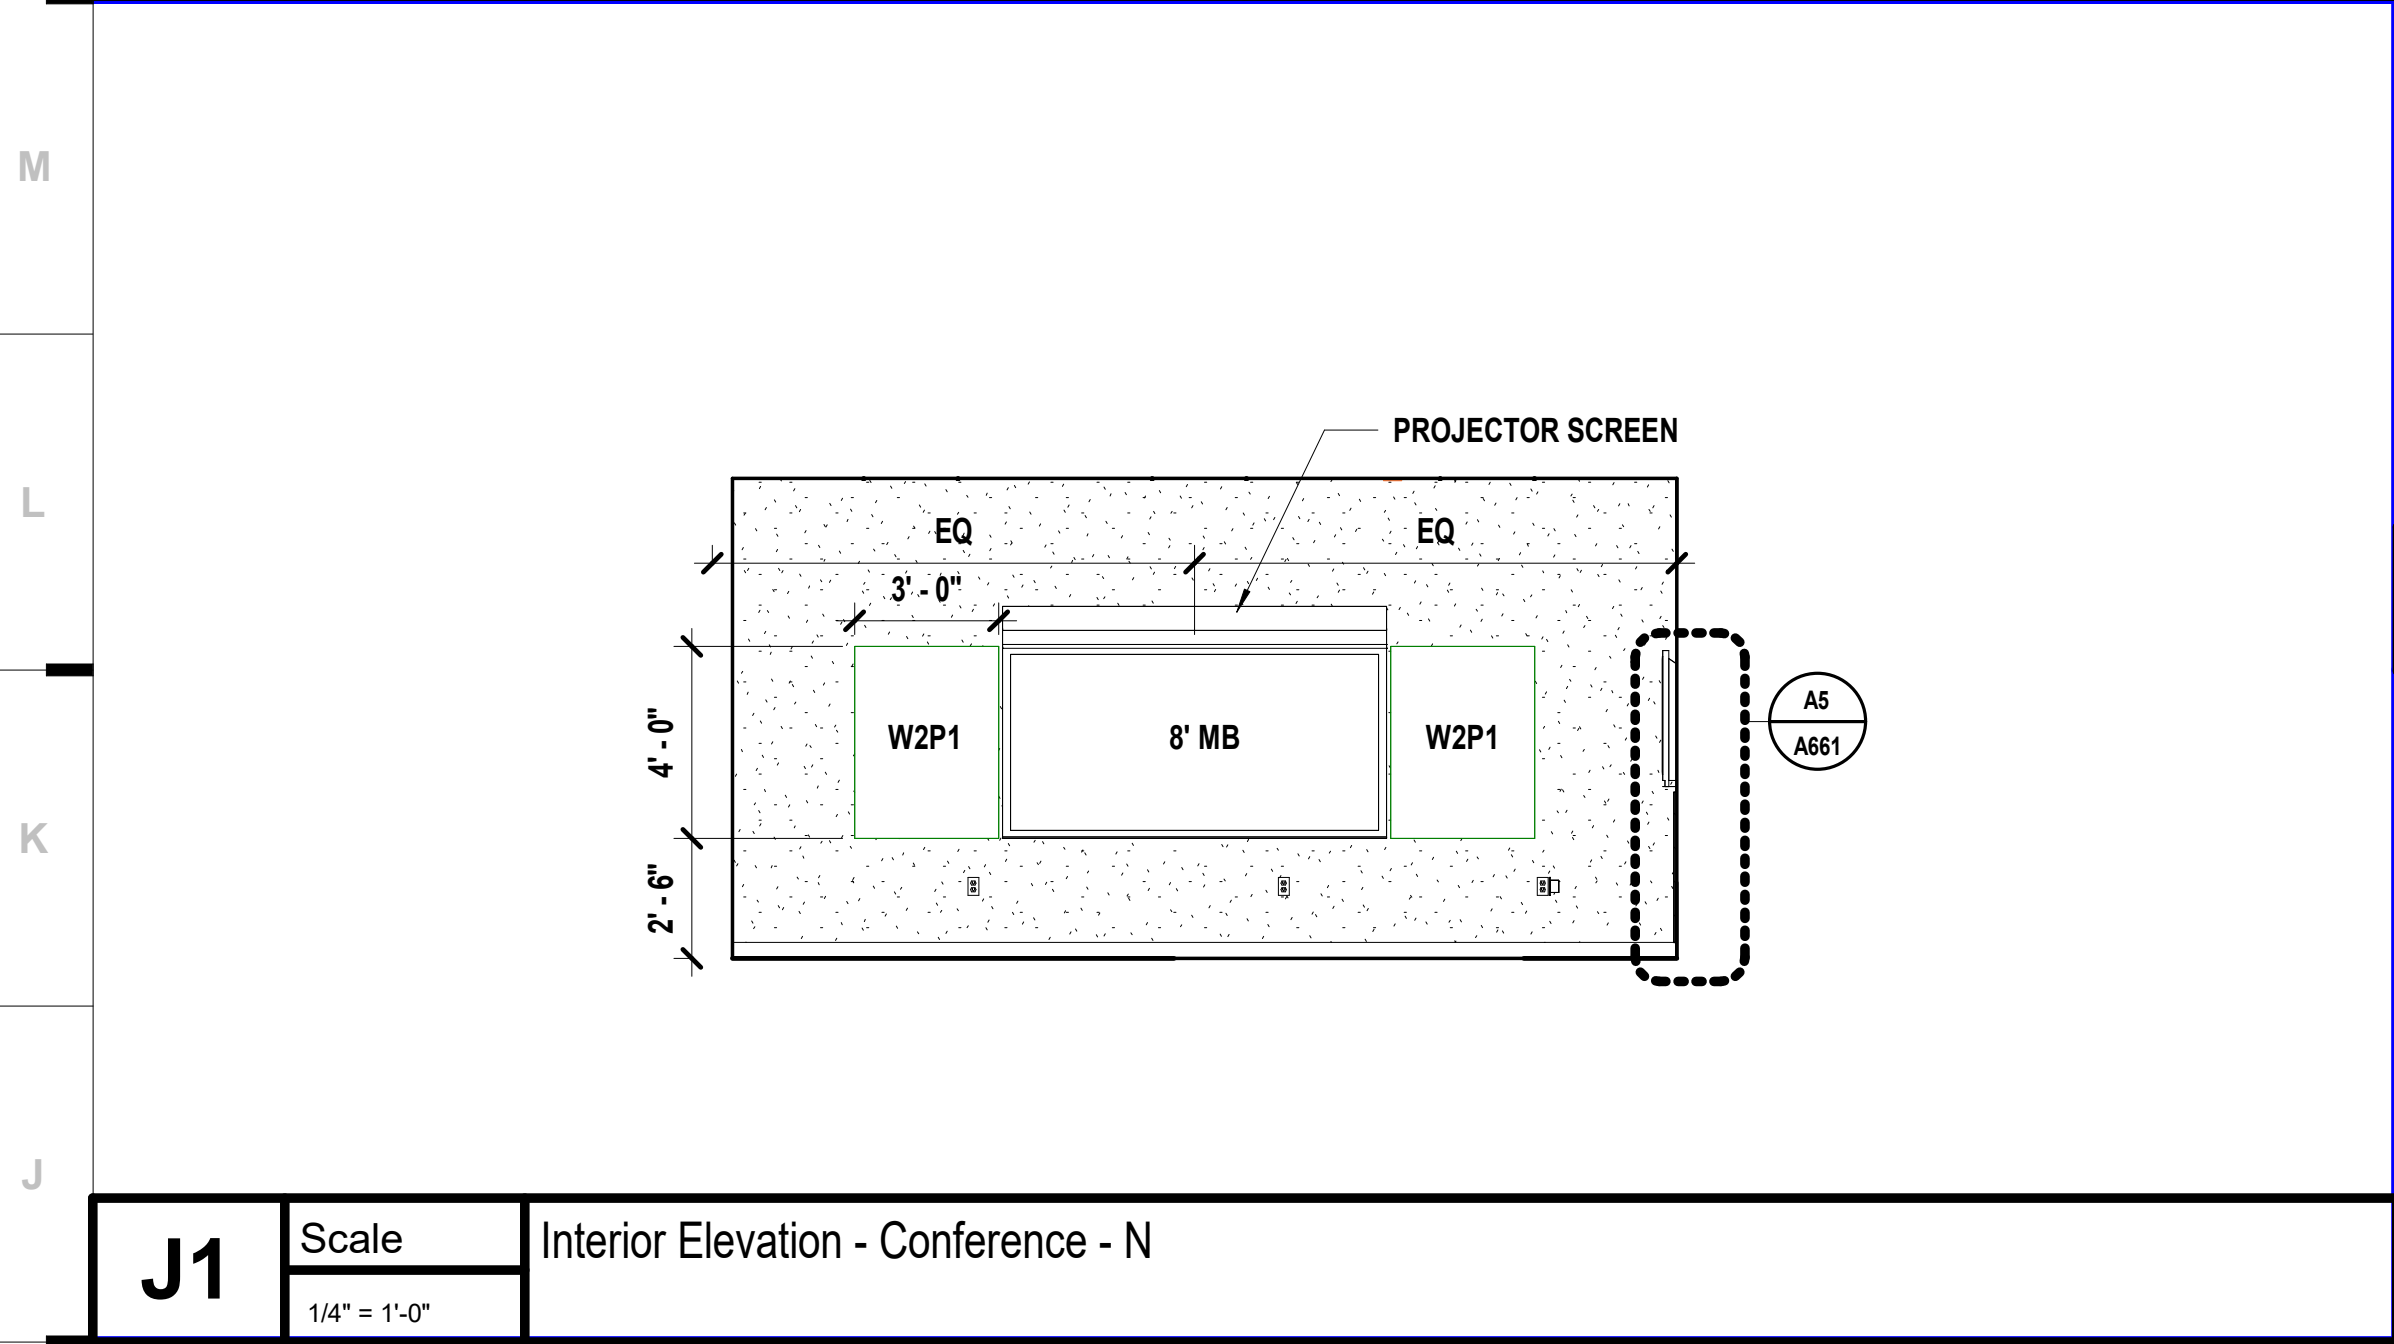 M
L
K
J
PROJECTOR SCREEN
EQ
EQ
3' - 0"
4' - 0"
2' - 6"
W2P1
8' MB
W2P1
A5
A661
J1
Scale
1/4" = 1'-0"
Interior Elevation - Conference - N